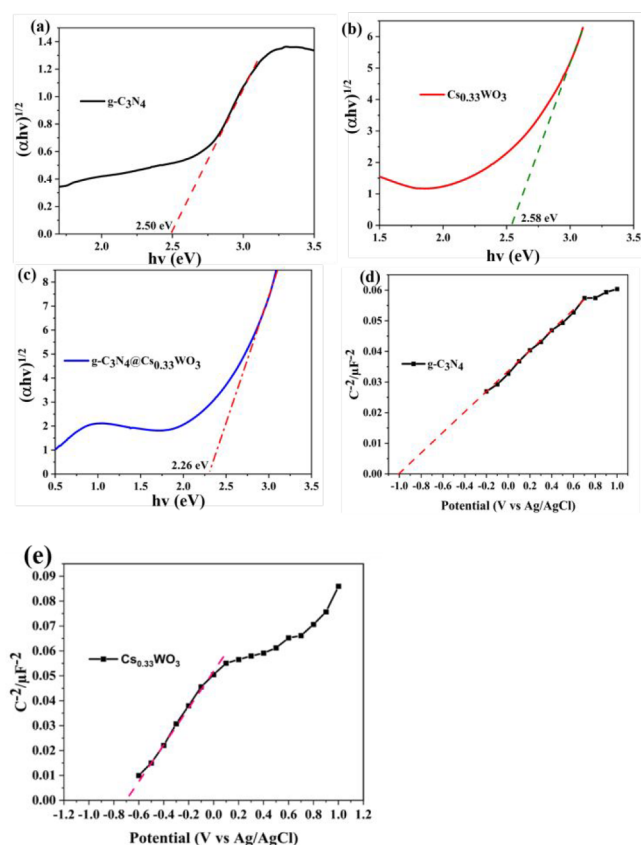 (a)
1.4
1.2
1.0
0.8
0.6
0.4
0.2
0.0
(αhν)1/2
g-C3N4
2.50 eV
2.0 2.5 3.0 3.5
hν (eV)
(b)
6
5
4
3
2
1
0
(αhν)1/2
Cs0.33WO3
2.58 eV
1.5 2.0 2.5 3.0 3.5
hν (eV)
(c)
8
7
6
5
4
3
2
1
0
(αhν)1/2
g-C3N4@Cs0.33WO3
2.26 eV
0.5 1.0 1.5 2.0 2.5 3.0 3.5
hν (eV)
(d)
0.06
0.05
0.04
0.03
0.02
0.01
0.00
C-2/µF-2
g-C3N4
-1.0 -0.8 -0.6 -0.4 -0.2 0.0 0.2 0.4 0.6 0.8 1.0
Potential (V vs Ag/AgCl)
(e)
0.09
0.08
0.07
0.06
0.05
0.04
0.03
0.02
0.01
0.00
C-2/µF-2
Cs0.33WO3
-1.2 -1.0 -0.8 -0.6 -0.4 -0.2 0.0 0.2 0.4 0.6 0.8 1.0 1.2
Potential (V vs Ag/AgCl)